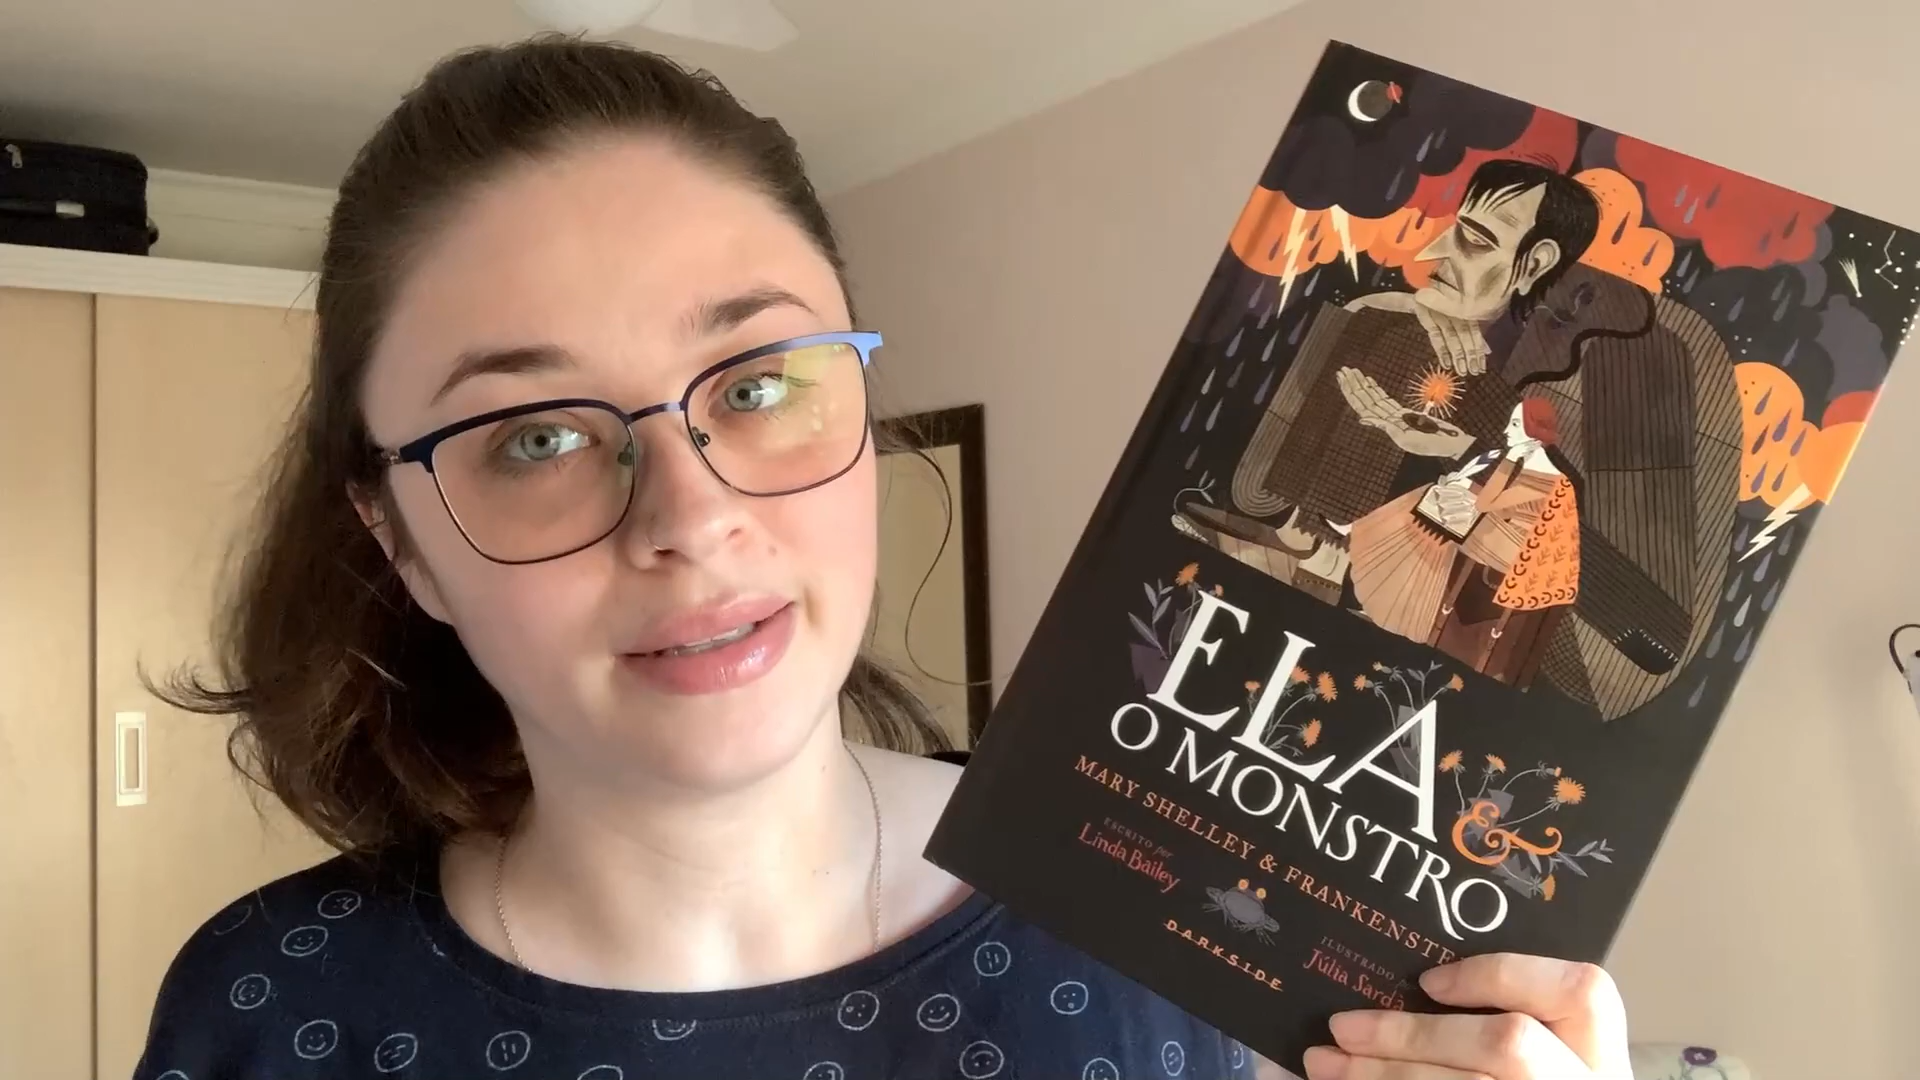 ELA &
O MONSTRO
MARY SHELLEY & FRANKENSTE
ESCRITO por
Linda Bailey
DARKSIDE
ILUSTRADO
Júlia Sardà